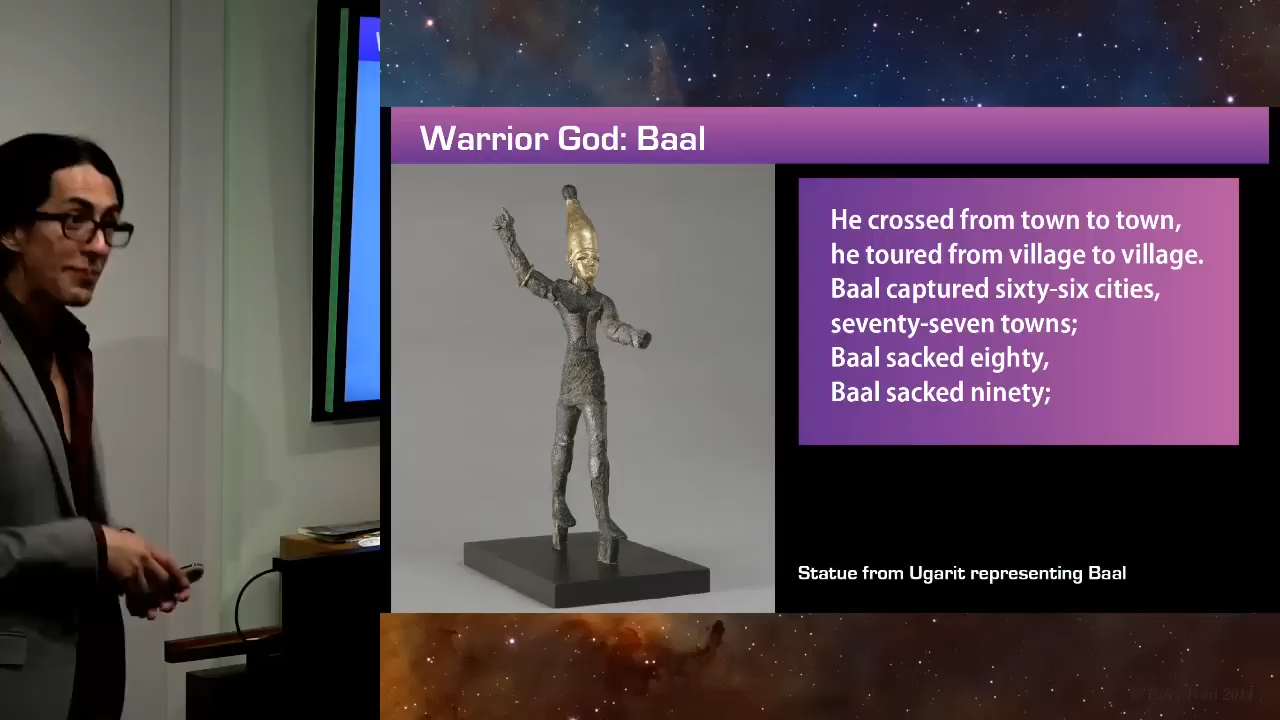 Warrior God: Baal
He crossed from town to town,
he toured from village to village.
Baal captured sixty-six cities,
seventy-seven towns;
Baal sacked eighty,
Baal sacked ninety;
Statue from Ugarit representing Baal